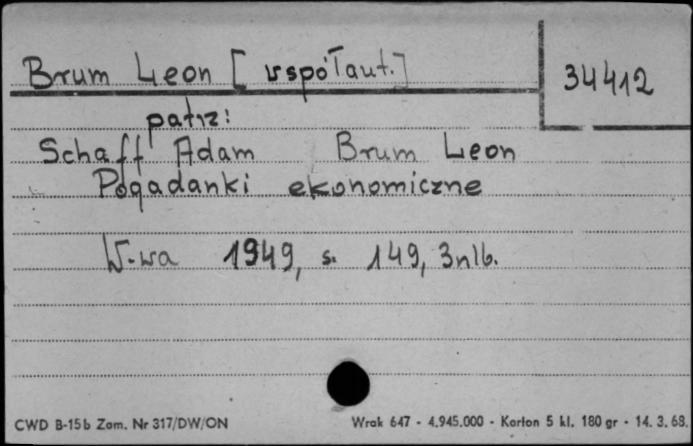 Brum Leon [współaut.]
34412
patrz:
Schaff Adam Brum Leon
Pogadanki ekonomiczne
W-wa 1949, s. 149, 3nlb.
CWD B-15b Zam. Nr 317/DW/ON
Wrak 647 - 4.945.000 - Karton 5 kl. 180 gr - 14. 3. 68.